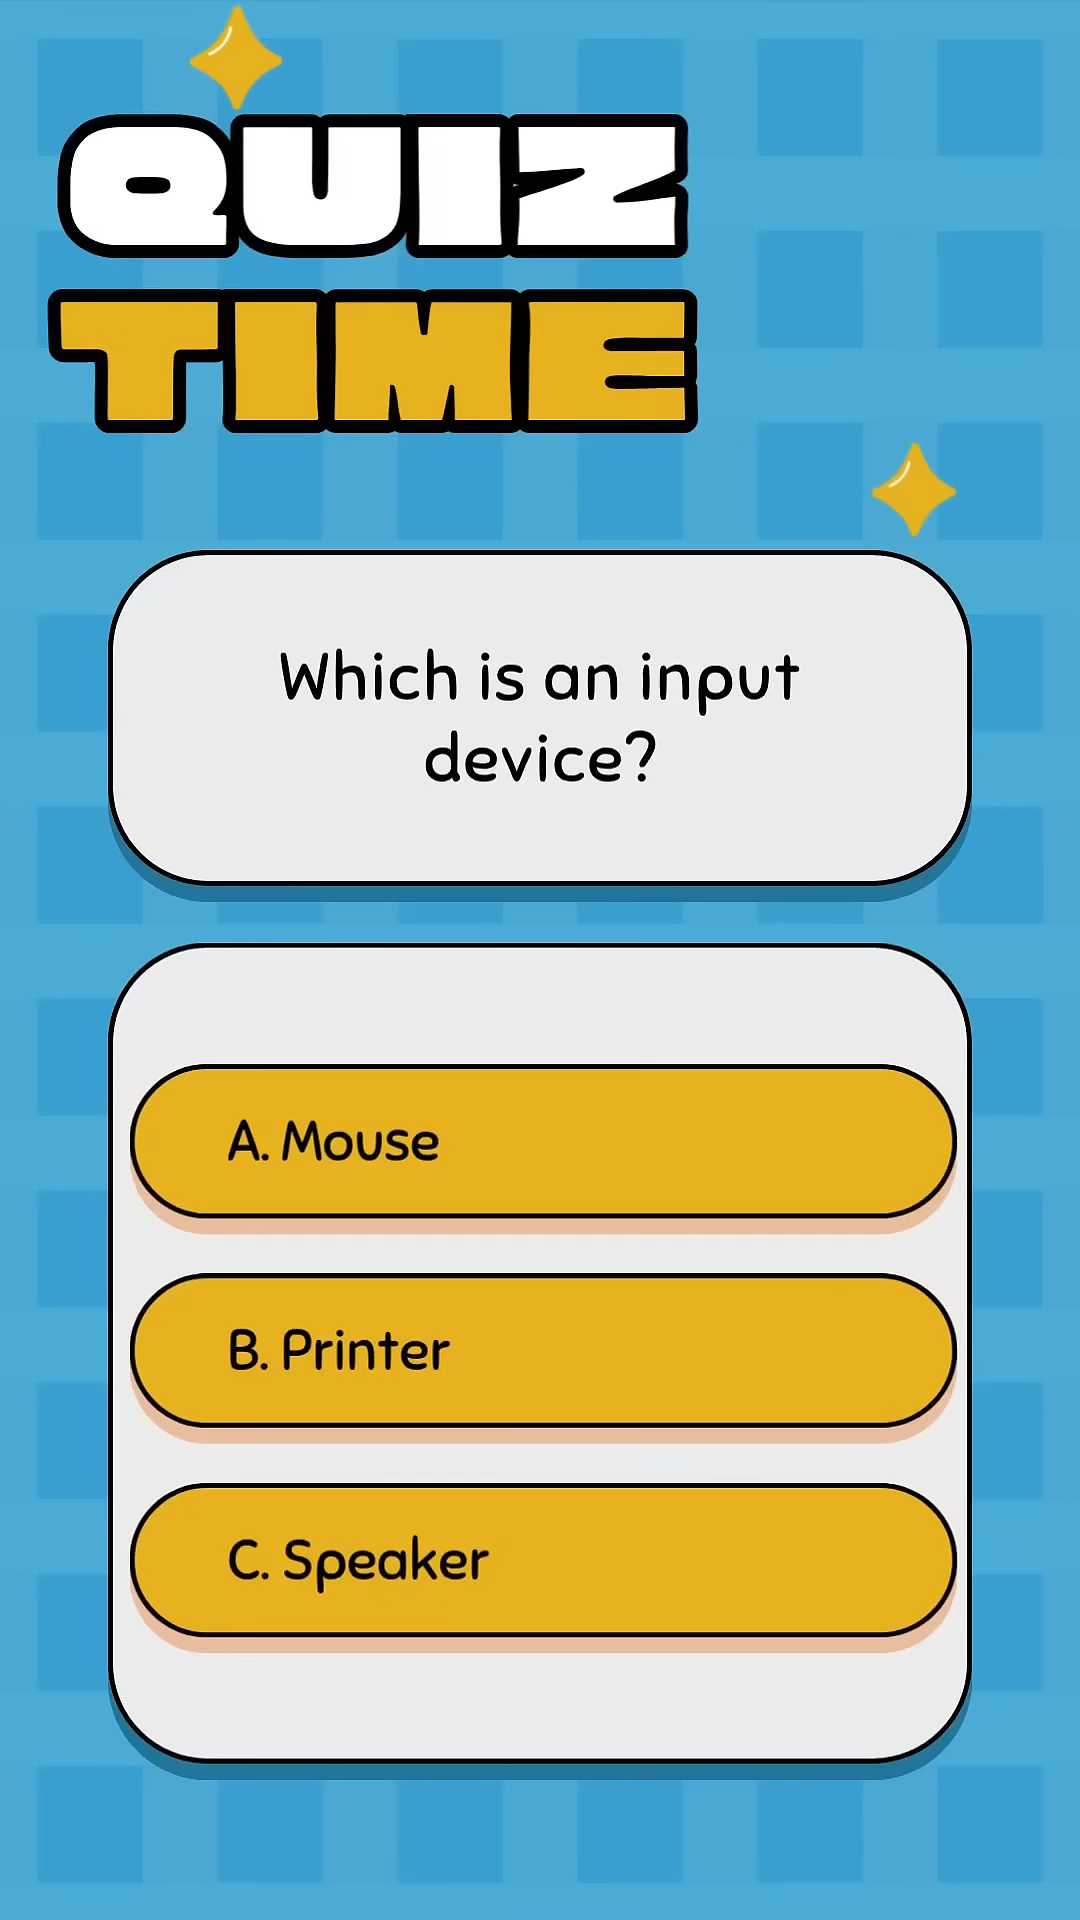 QUIZ
TIME
Which is an input
device?
A. Mouse
B. Printer
C. Speaker